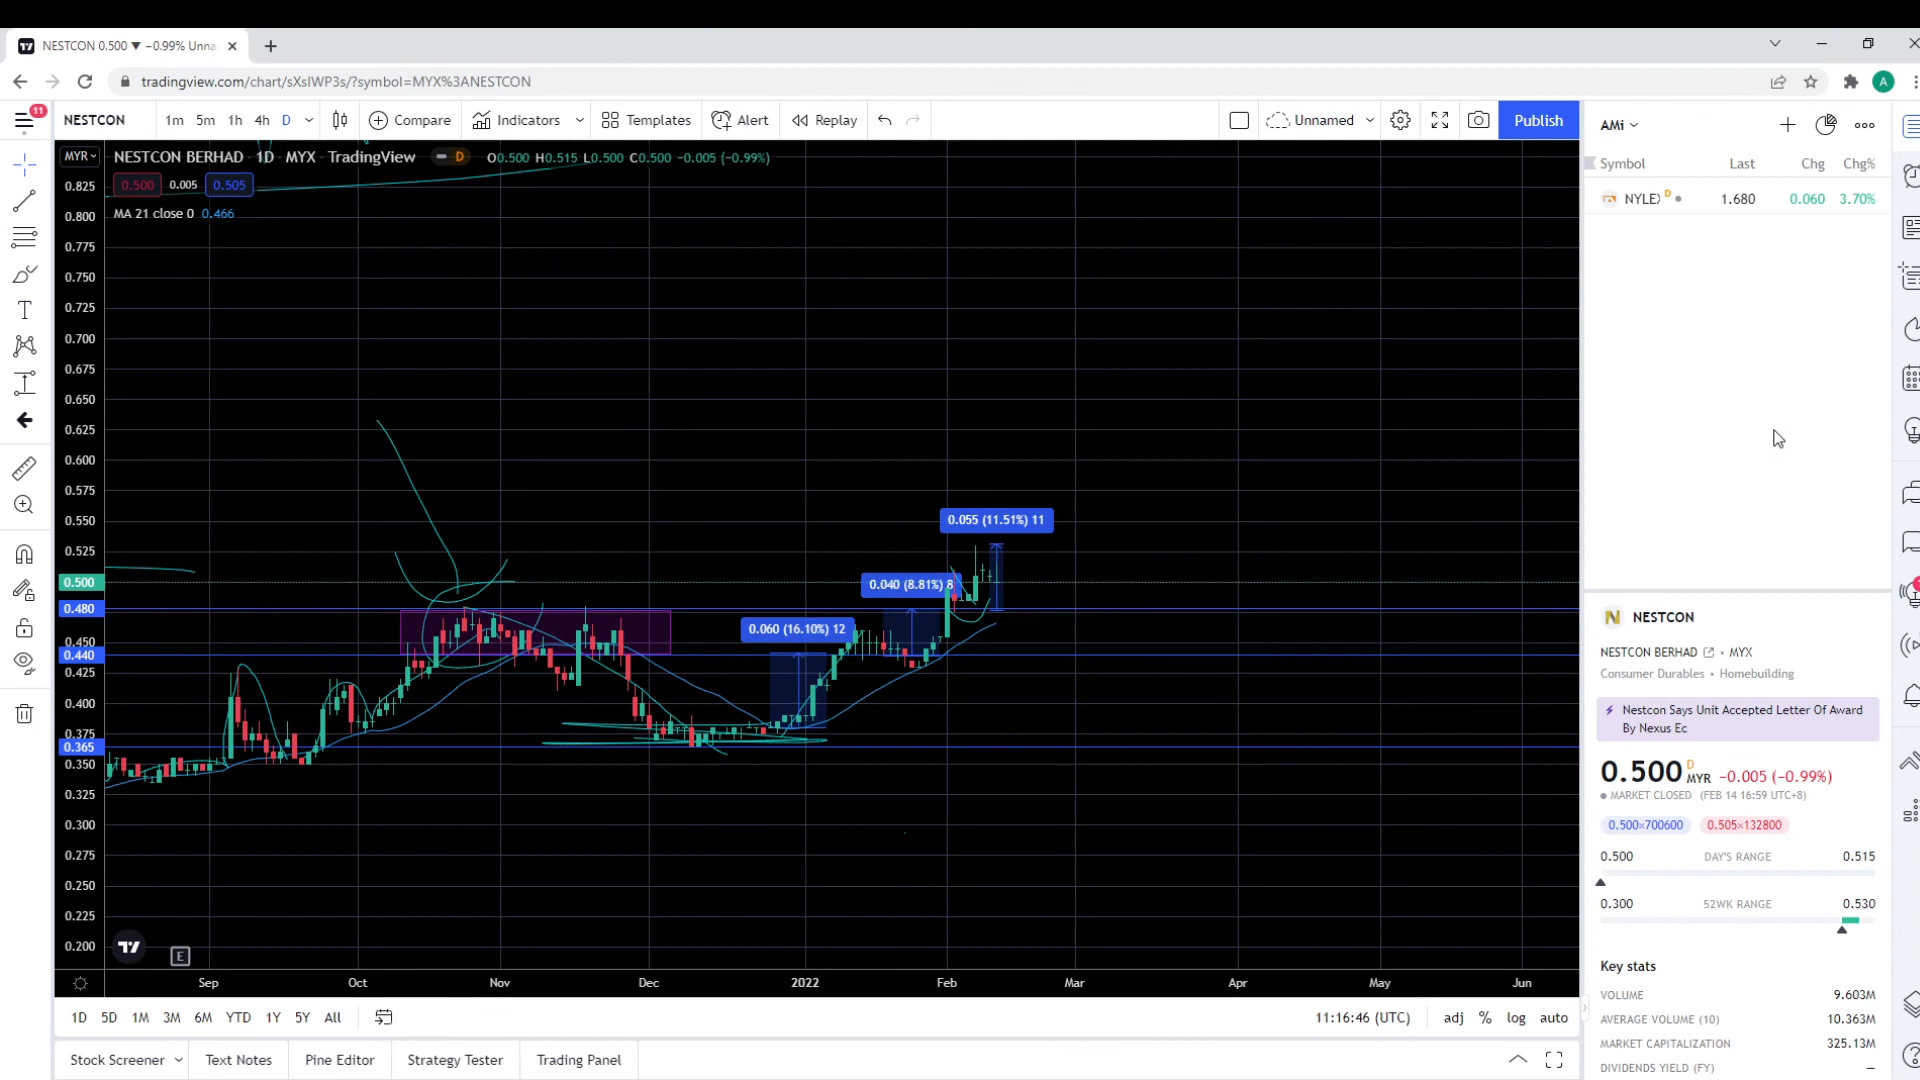 NESTCON 0.500 ▼ −0.99% Unna
tradingview.com/chart/sXsIWP3s/?symbol=MYX%3ANESTCON
A
11
NESTCON
1m 5m 1h 4h D
Compare
Indicators
Templates
Alert
Replay
Unnamed
Publish
AMi
MYR
NESTCON BERHAD · 1D · MYX · TradingView
D
O0.500 H0.515 L0.500 C0.500 −0.005 (−0.99%)
0.500 0.005 0.505
MA 21 close 0 0.466
0.825
0.800
0.775
0.750
0.725
0.700
0.675
0.650
0.625
0.600
0.575
0.550
0.525
0.500
0.480
0.450
0.440
0.425
0.400
0.375
0.365
0.350
0.325
0.300
0.275
0.250
0.225
0.200
0.055 (11.51%) 11
0.040 (8.81%) 8
0.060 (16.10%) 12
E
Sep Oct Nov Dec 2022 Feb Mar Apr May Jun
1D 5D 1M 3M 6M YTD 1Y 5Y All
11:16:46 (UTC)
adj % log auto
Stock Screener
Text Notes
Pine Editor
Strategy Tester
Trading Panel
Symbol Last Chg Chg%
NYLEX D 1.680 0.060 3.70%
N
NESTCON
NESTCON BERHAD · MYX
Consumer Durables · Homebuilding
Nestcon Says Unit Accepted Letter Of Award
By Nexus Ec
0.500 D MYR −0.005 (−0.99%)
MARKET CLOSED (FEB 14 16:59 UTC+8)
0.500×700600 0.505×132800
0.500 DAY'S RANGE 0.515
0.300 52WK RANGE 0.530
Key stats
VOLUME 9.603M
AVERAGE VOLUME (10) 10.363M
MARKET CAPITALIZATION 325.13M
DIVIDENDS YIELD (FY) —